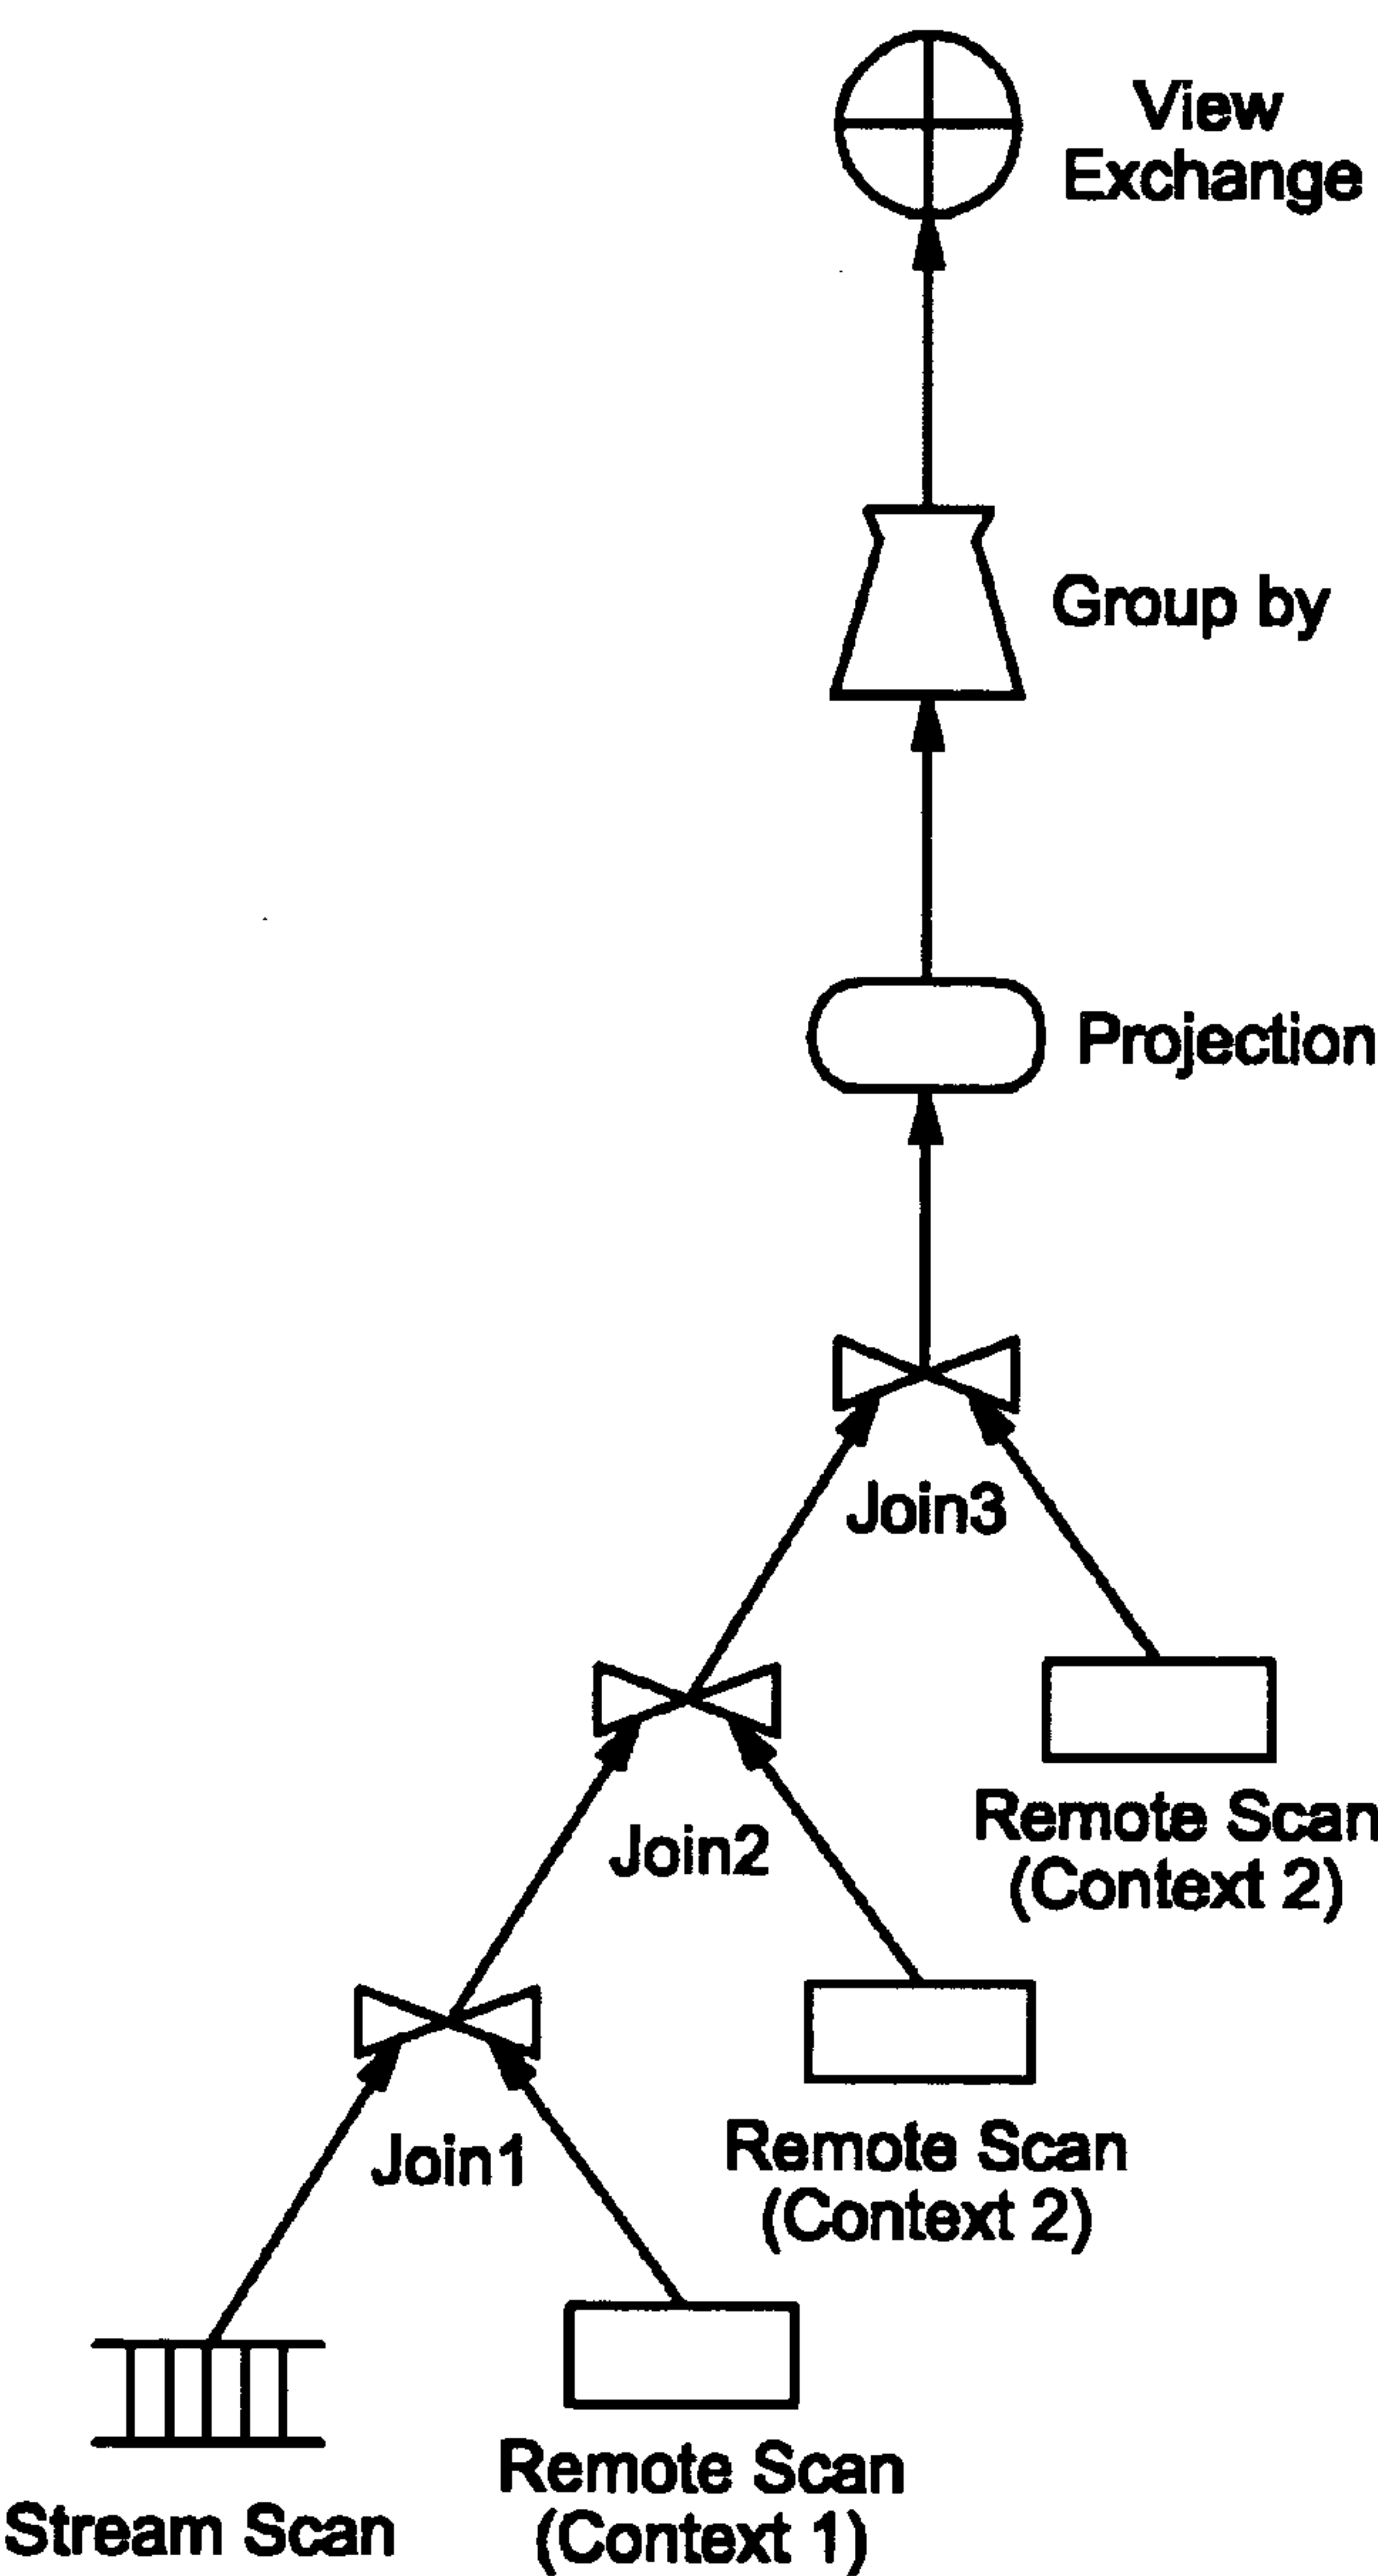 View
Exchange
Group by
Projection
Join3
Remote Scan
(Context 2)
Join2
Remote Scan
(Context 2)
Join1
Remote Scan
(Context 1)
Stream Scan